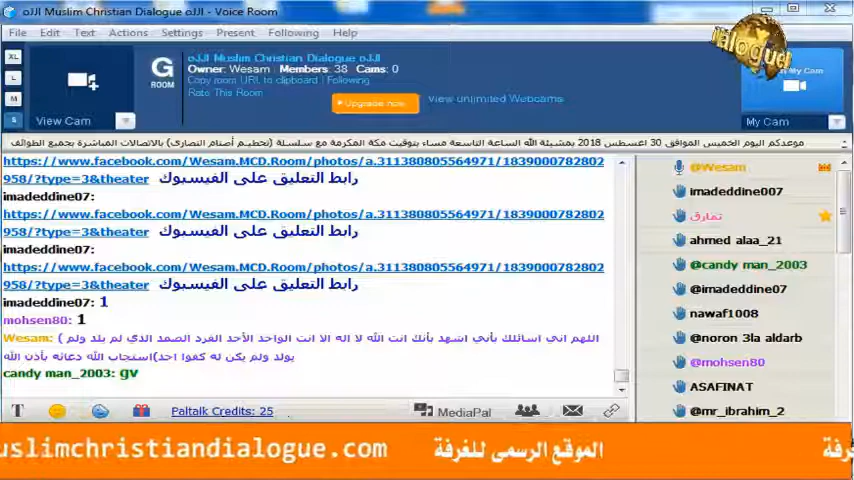 οJJο Muslim Christian Dialogue οJJο - Voice Room
File Edit Text Actions Settings Present Following Help
XL
L
M
S
View Cam
G
ROOM
οJJο Muslim Christian Dialogue οJJο
Owner: Wesam : Members: 38 Cams: 0
Copy room URL to clipboard | Following
Rate This Room
Upgrade now
View unlimited Webcams
My Cam
My Cam
موعدكم اليوم الخميس الموافق 30 اغسطس 2018 بمشيئة الله الساعة التاسعة مساء بتوقيت مكة المكرمة مع سلسلة (تحطيم أصنام النصارى) بالاتصالات المباشرة بجميع الطوائف
https://www.facebook.com/Wesam.MCD.Room/photos/a.311380805564971/1839000782802
958/?type=3&theater رابط التعليق على الفيسبوك
imadeddine07:
https://www.facebook.com/Wesam.MCD.Room/photos/a.311380805564971/1839000782802
958/?type=3&theater رابط التعليق على الفيسبوك
imadeddine07:
https://www.facebook.com/Wesam.MCD.Room/photos/a.311380805564971/1839000782802
958/?type=3&theater رابط التعليق على الفيسبوك
imadeddine07: 1
mohsen80: 1
Wesam: ( اللهم اني اسائلك بأني اشهد بأنك انت الله لا اله الا انت الواحد الأحد الفرد الصمد الذي لم يلد ولم
يولد ولم يكن له كفوا احد)استجاب الله دعائه بأذن الله
candy man_2003: gv
@Wesam
imadeddine007
تمارق
ahmed alaa_21
@candy man_2003
@imadeddine07
nawaf1008
@noron 3la aldarb
@mohsen80
ASAFINAT
@mr_ibrahim_2
T
Paltalk Credits: 25
MediaPal
uslimchristiandialogue.com الموقع الرسمى للغرفة